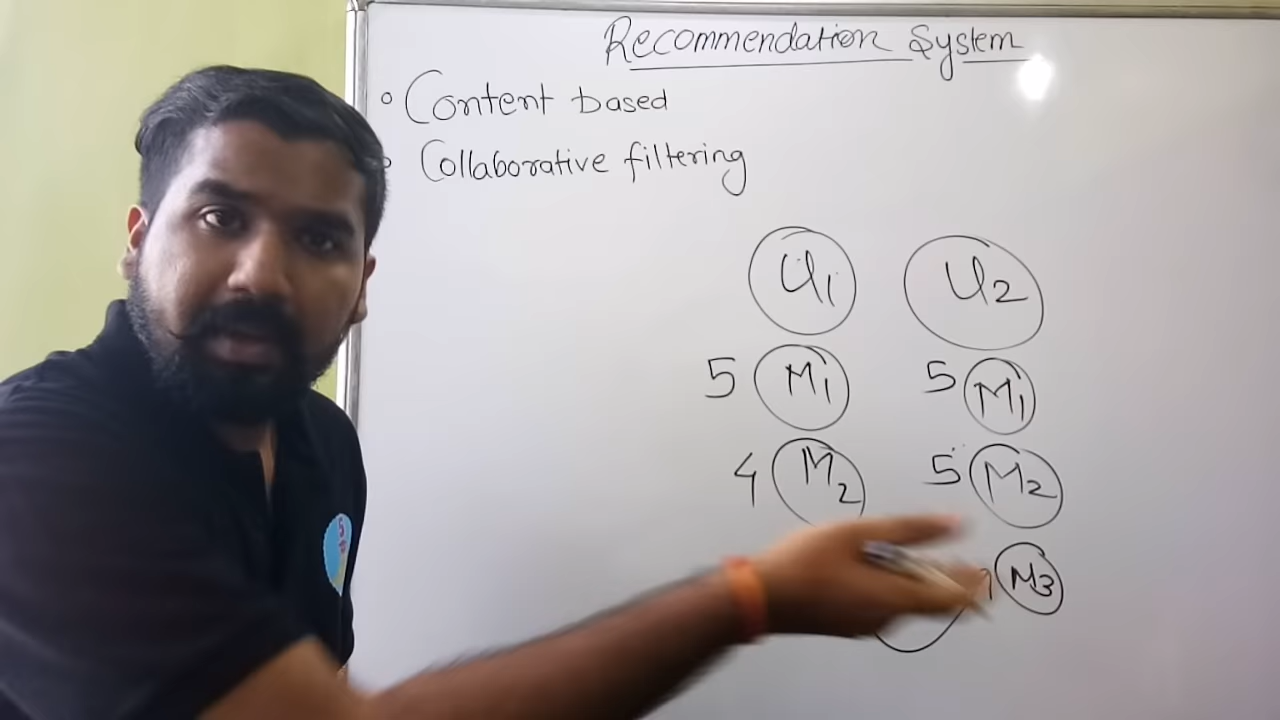 Recommendation System
Content based
Collaborative filtering
U1 U2
5 M1 5 M1
4 M2 5 M2
M3